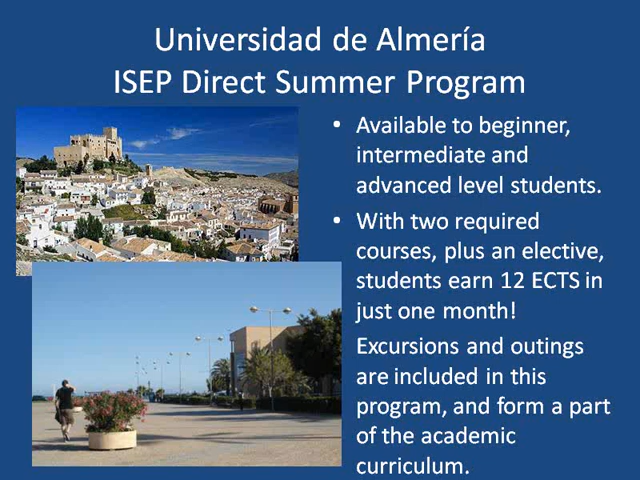 Universidad de Almería
ISEP Direct Summer Program
• Available to beginner,
intermediate and
advanced level students.
• With two required
courses, plus an elective,
students earn 12 ECTS in
just one month!
Excursions and outings
are included in this
program, and form a part
of the academic
curriculum.